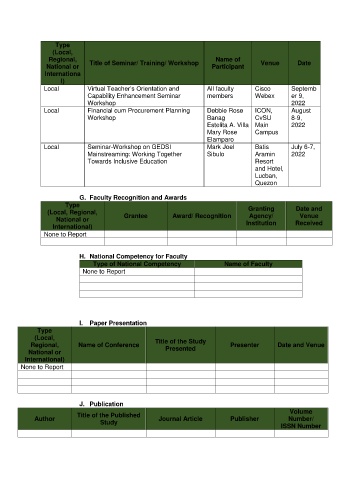 Type
(Local,
Regional,
National or
Internationa
l)
Title of Seminar/ Training/ Workshop
Name of
Participant
Venue
Date
Local
Virtual Teacher's Orientation and
Capability Enhancement Seminar
Workshop
All faculty
members
Cisco
Webex
Septemb
er 9,
2022
Local
Financial cum Procurement Planning
Workshop
Debbie Rose
Banag
Estelita A. Villa
Mary Rose
Elamparo
ICON,
CvSU
Main
Campus
August
8-9,
2022
Local
Seminar-Workshop on GEDSI
Mainstreaming: Working Together
Towards Inclusive Education
Mark Joel
Sibulo
Batis
Aramin
Resort
and Hotel,
Lucban,
Quezon
July 6-7,
2022
G. Faculty Recognition and Awards
Type
(Local, Regional,
National or
International)
Grantee
Award/ Recognition
Granting
Agency/
Institution
Date and
Venue
Received
None to Report
H. National Competency for Faculty
Type of National Competency
Name of Faculty
None to Report
I. Paper Presentation
Type
(Local,
Regional,
National or
International)
Name of Conference
Title of the Study
Presented
Presenter
Date and Venue
None to Report
J. Publication
Author
Title of the Published
Study
Journal Article
Publisher
Volume
Number/
ISSN Number